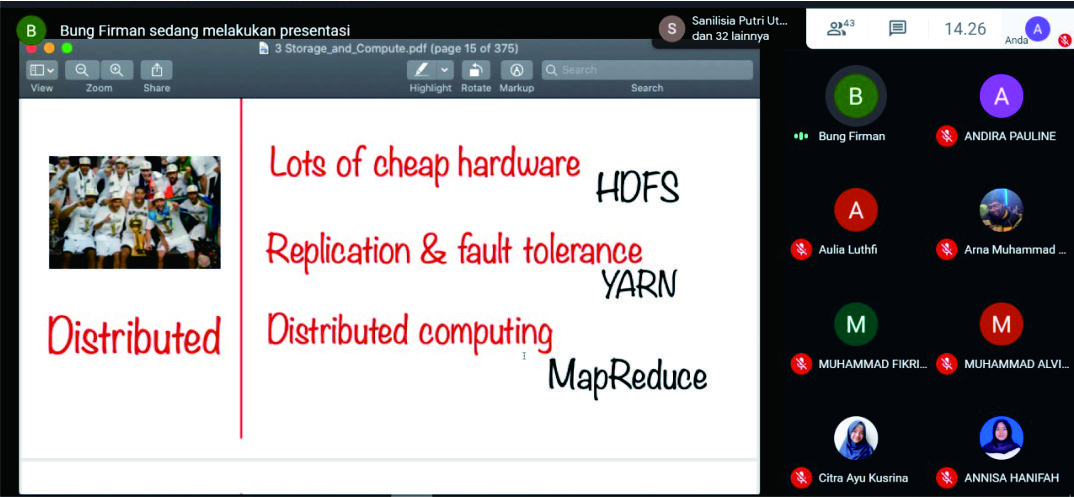 B Bung Firman sedang melakukan presentasi
S Sanilisia Putri Ut...
dan 32 lainnya
43
14.26
Anda A
3 Storage_and_Compute.pdf (page 15 of 375)
Search
View Zoom Share Highlight Rotate Markup Search
Lots of cheap hardware
HDFS
Replication & fault tolerance
YARN
Distributed
Distributed computing
MapReduce
B
Bung Firman
A
ANDIRA PAULINE
A
Aulia Luthfi
Arna Muhammad ...
M
MUHAMMAD FIKRI...
M
MUHAMMAD ALVI...
Citra Ayu Kusrina
ANNISA HANIFAH